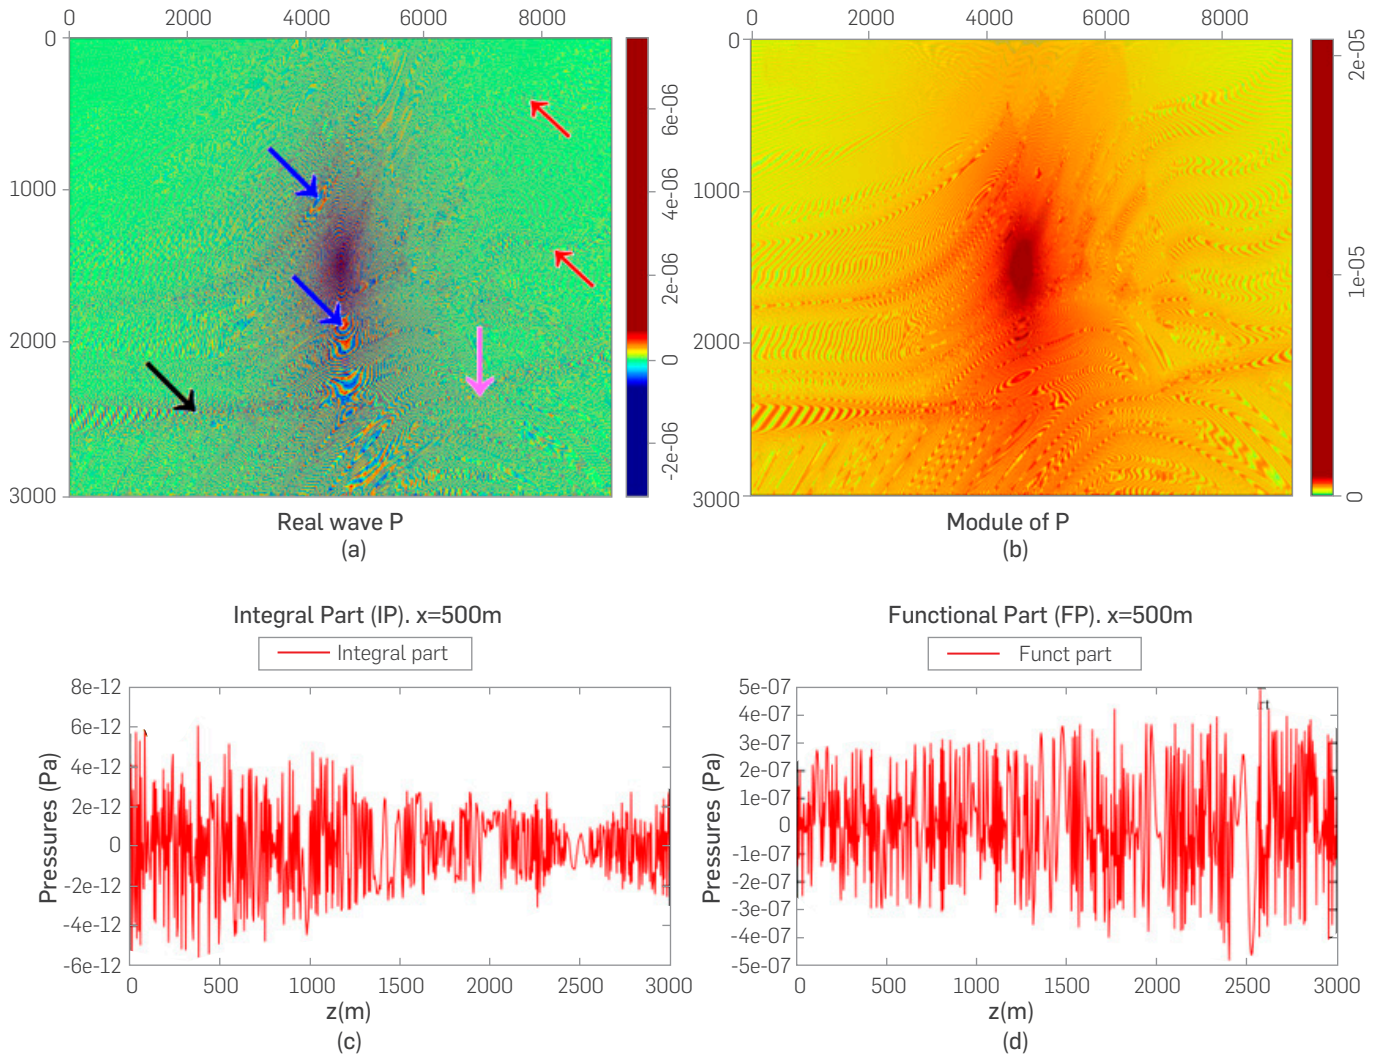 0 2000 4000 6000 8000
0
1000
2000
3000
6e-06
4e-06
2e-06
0
-2e-06
Real wave P
(a)
0 2000 4000 6000 8000
0
1000
2000
3000
2e-05
1e-05
0
Module of P
(b)
Integral Part (IP). x=500m
Integral part
8e-12
6e-12
4e-12
2e-12
0
-2e-12
-4e-12
-6e-12
Pressures (Pa)
0 500 1000 1500 2000 2500 3000
z(m)
(c)
Functional Part (FP). x=500m
Funct part
5e-07
4e-07
3e-07
2e-07
1e-07
0
-1e-07
-2e-07
-3e-07
-4e-07
-5e-07
Pressures (Pa)
0 500 1000 1500 2000 2500 3000
z(m)
(d)